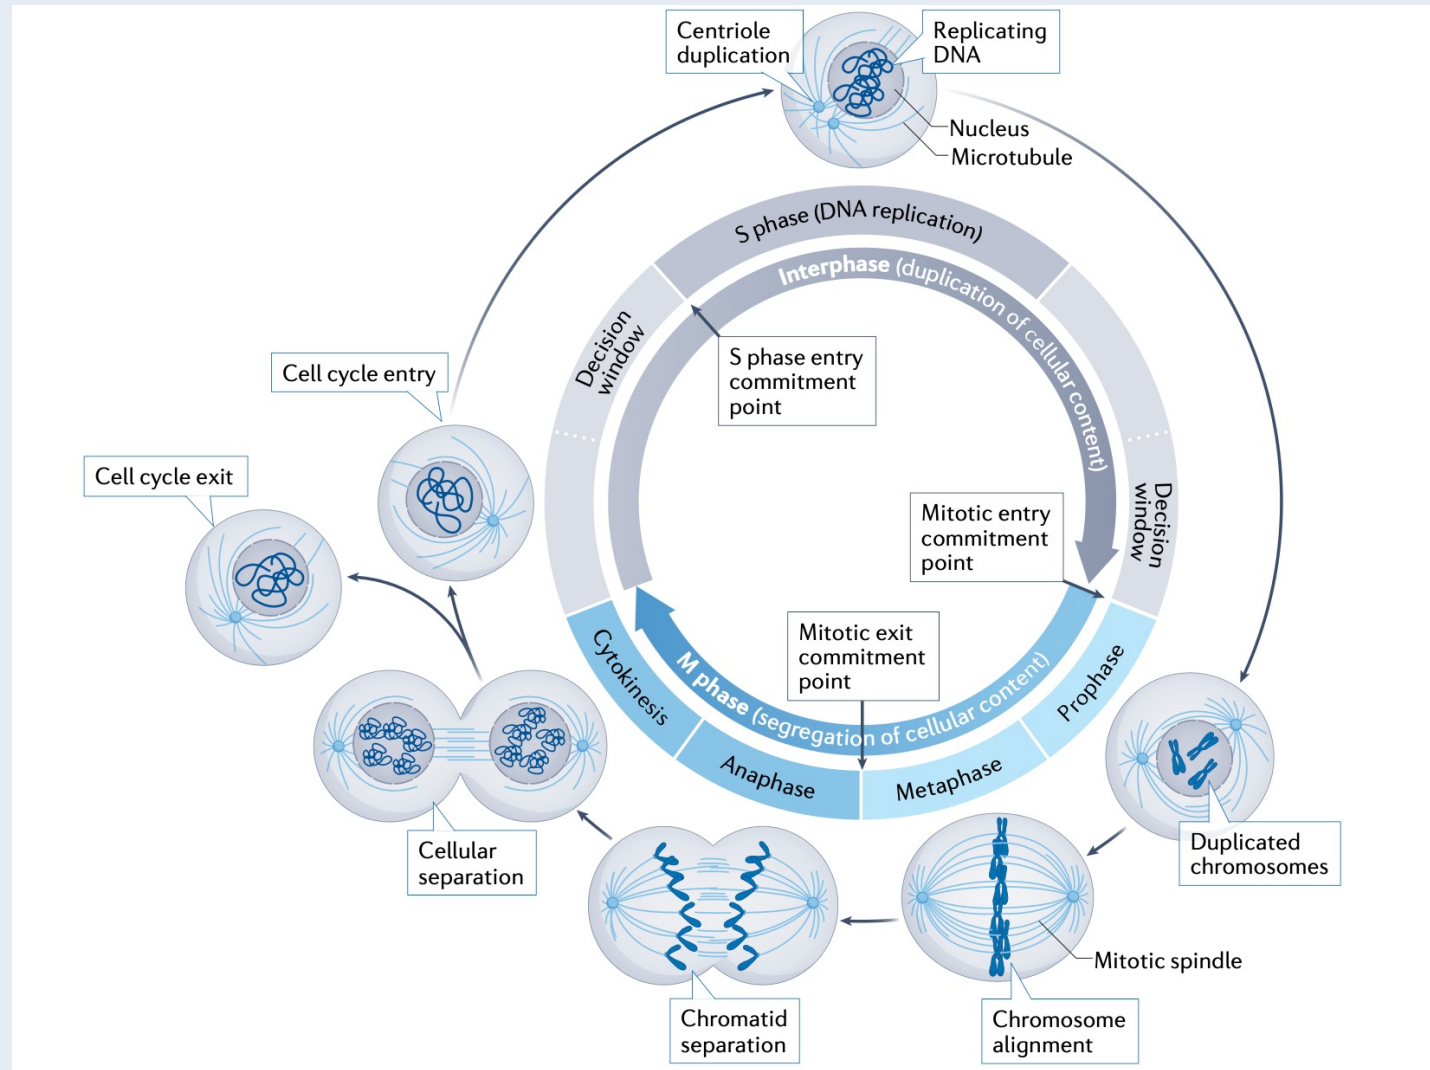 Centriole
duplication
Replicating
DNA
Nucleus
Microtubule
S phase (DNA replication)
Interphase (duplication of cellular content)
Decision
window
S phase entry
commitment
point
Cell cycle entry
Cell cycle exit
Decision
window
Mitotic entry
commitment
point
Mitotic exit
commitment
point
M phase (segregation of cellular content)
Cytokinesis
Anaphase
Metaphase
Prophase
Cellular
separation
Duplicated
chromosomes
Mitotic spindle
Chromatid
separation
Chromosome
alignment